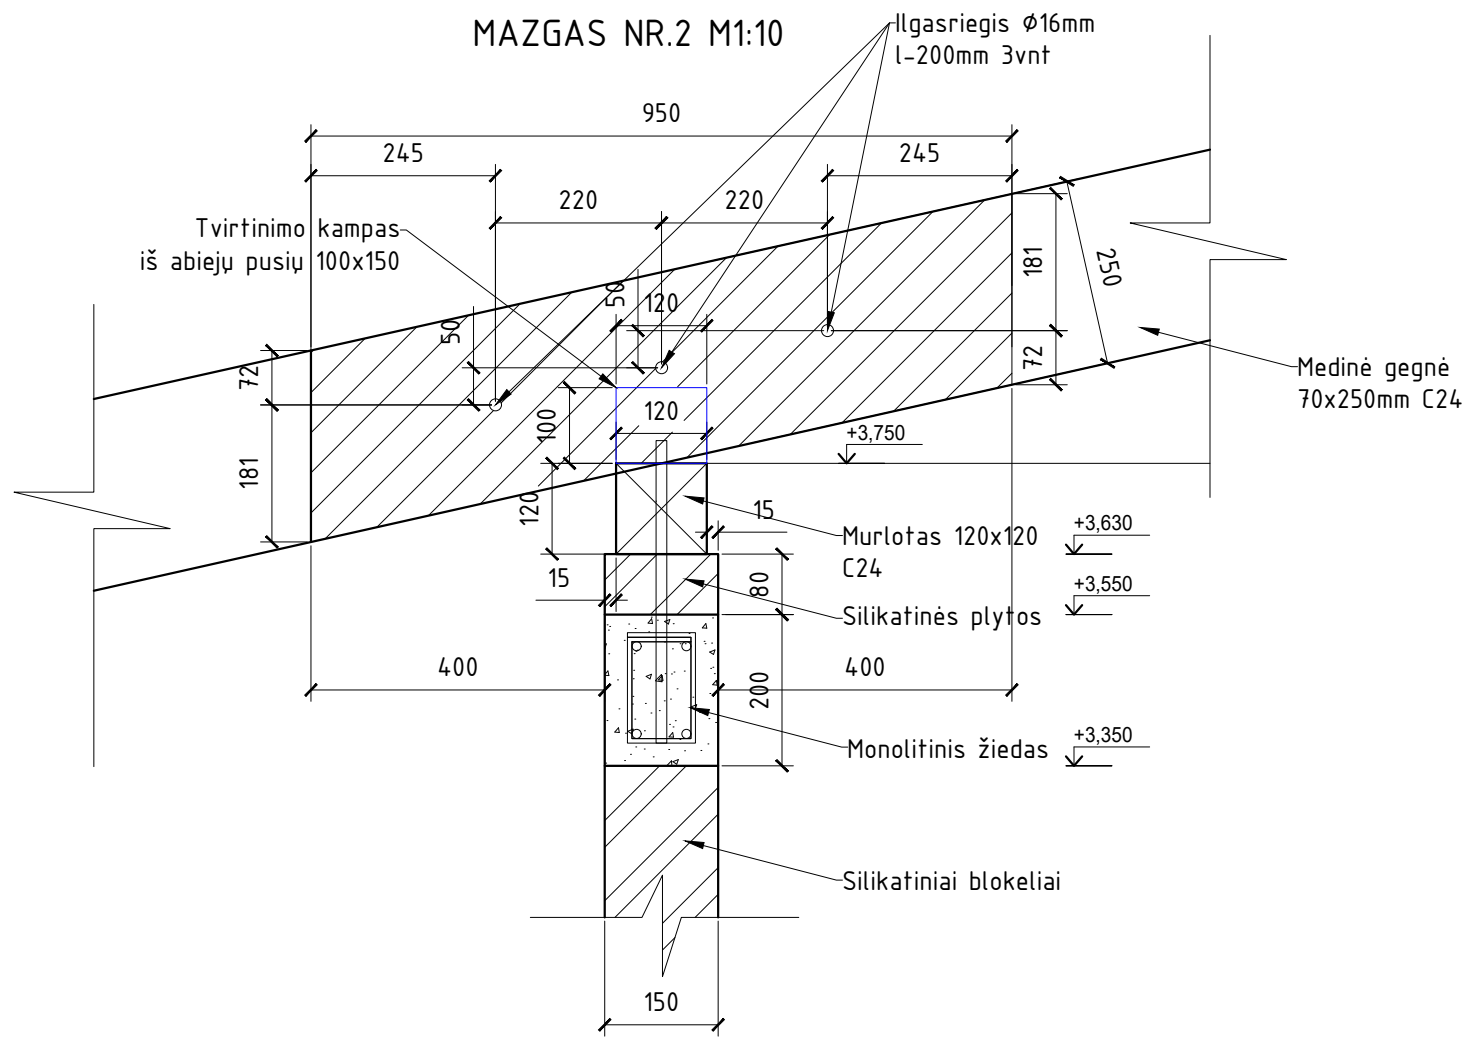 MAZGAS NR.2 M1:10
Ilgasriegis Φ16mm
l-200mm 3vnt
950
245
245
220
220
Tvirtinimo kampas
iš abiejų pusių 100x150
181
250
50
50
120
72
72
Medinė gegnė
70x250mm C24
100
120
+3,750
181
120
15
Murlotas 120x120
C24
+3,630
15
80
+3,550
Silikatinės plytos
400
400
200
Monolitinis žiedas
+3,350
Silikatiniai blokeliai
150